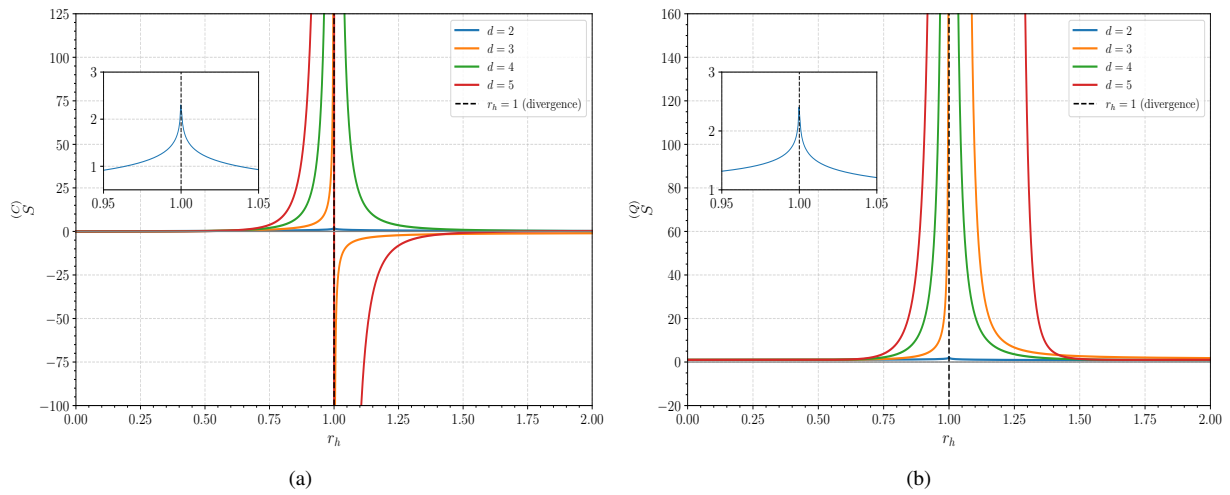 125
100
75
50
25
0
−25
−50
−75
−100
S^{(C)}
d = 2
d = 3
d = 4
d = 5
r_h = 1 (divergence)
3
2
1
0.95 1.00 1.05
0.00 0.25 0.50 0.75 1.00 1.25 1.50 1.75 2.00
r_h
(a)
160
140
120
100
80
60
40
20
0
−20
S^{(Q)}
d = 2
d = 3
d = 4
d = 5
r_h = 1 (divergence)
3
2
1
0.95 1.00 1.05
0.00 0.25 0.50 0.75 1.00 1.25 1.50 1.75 2.00
r_h
(b)